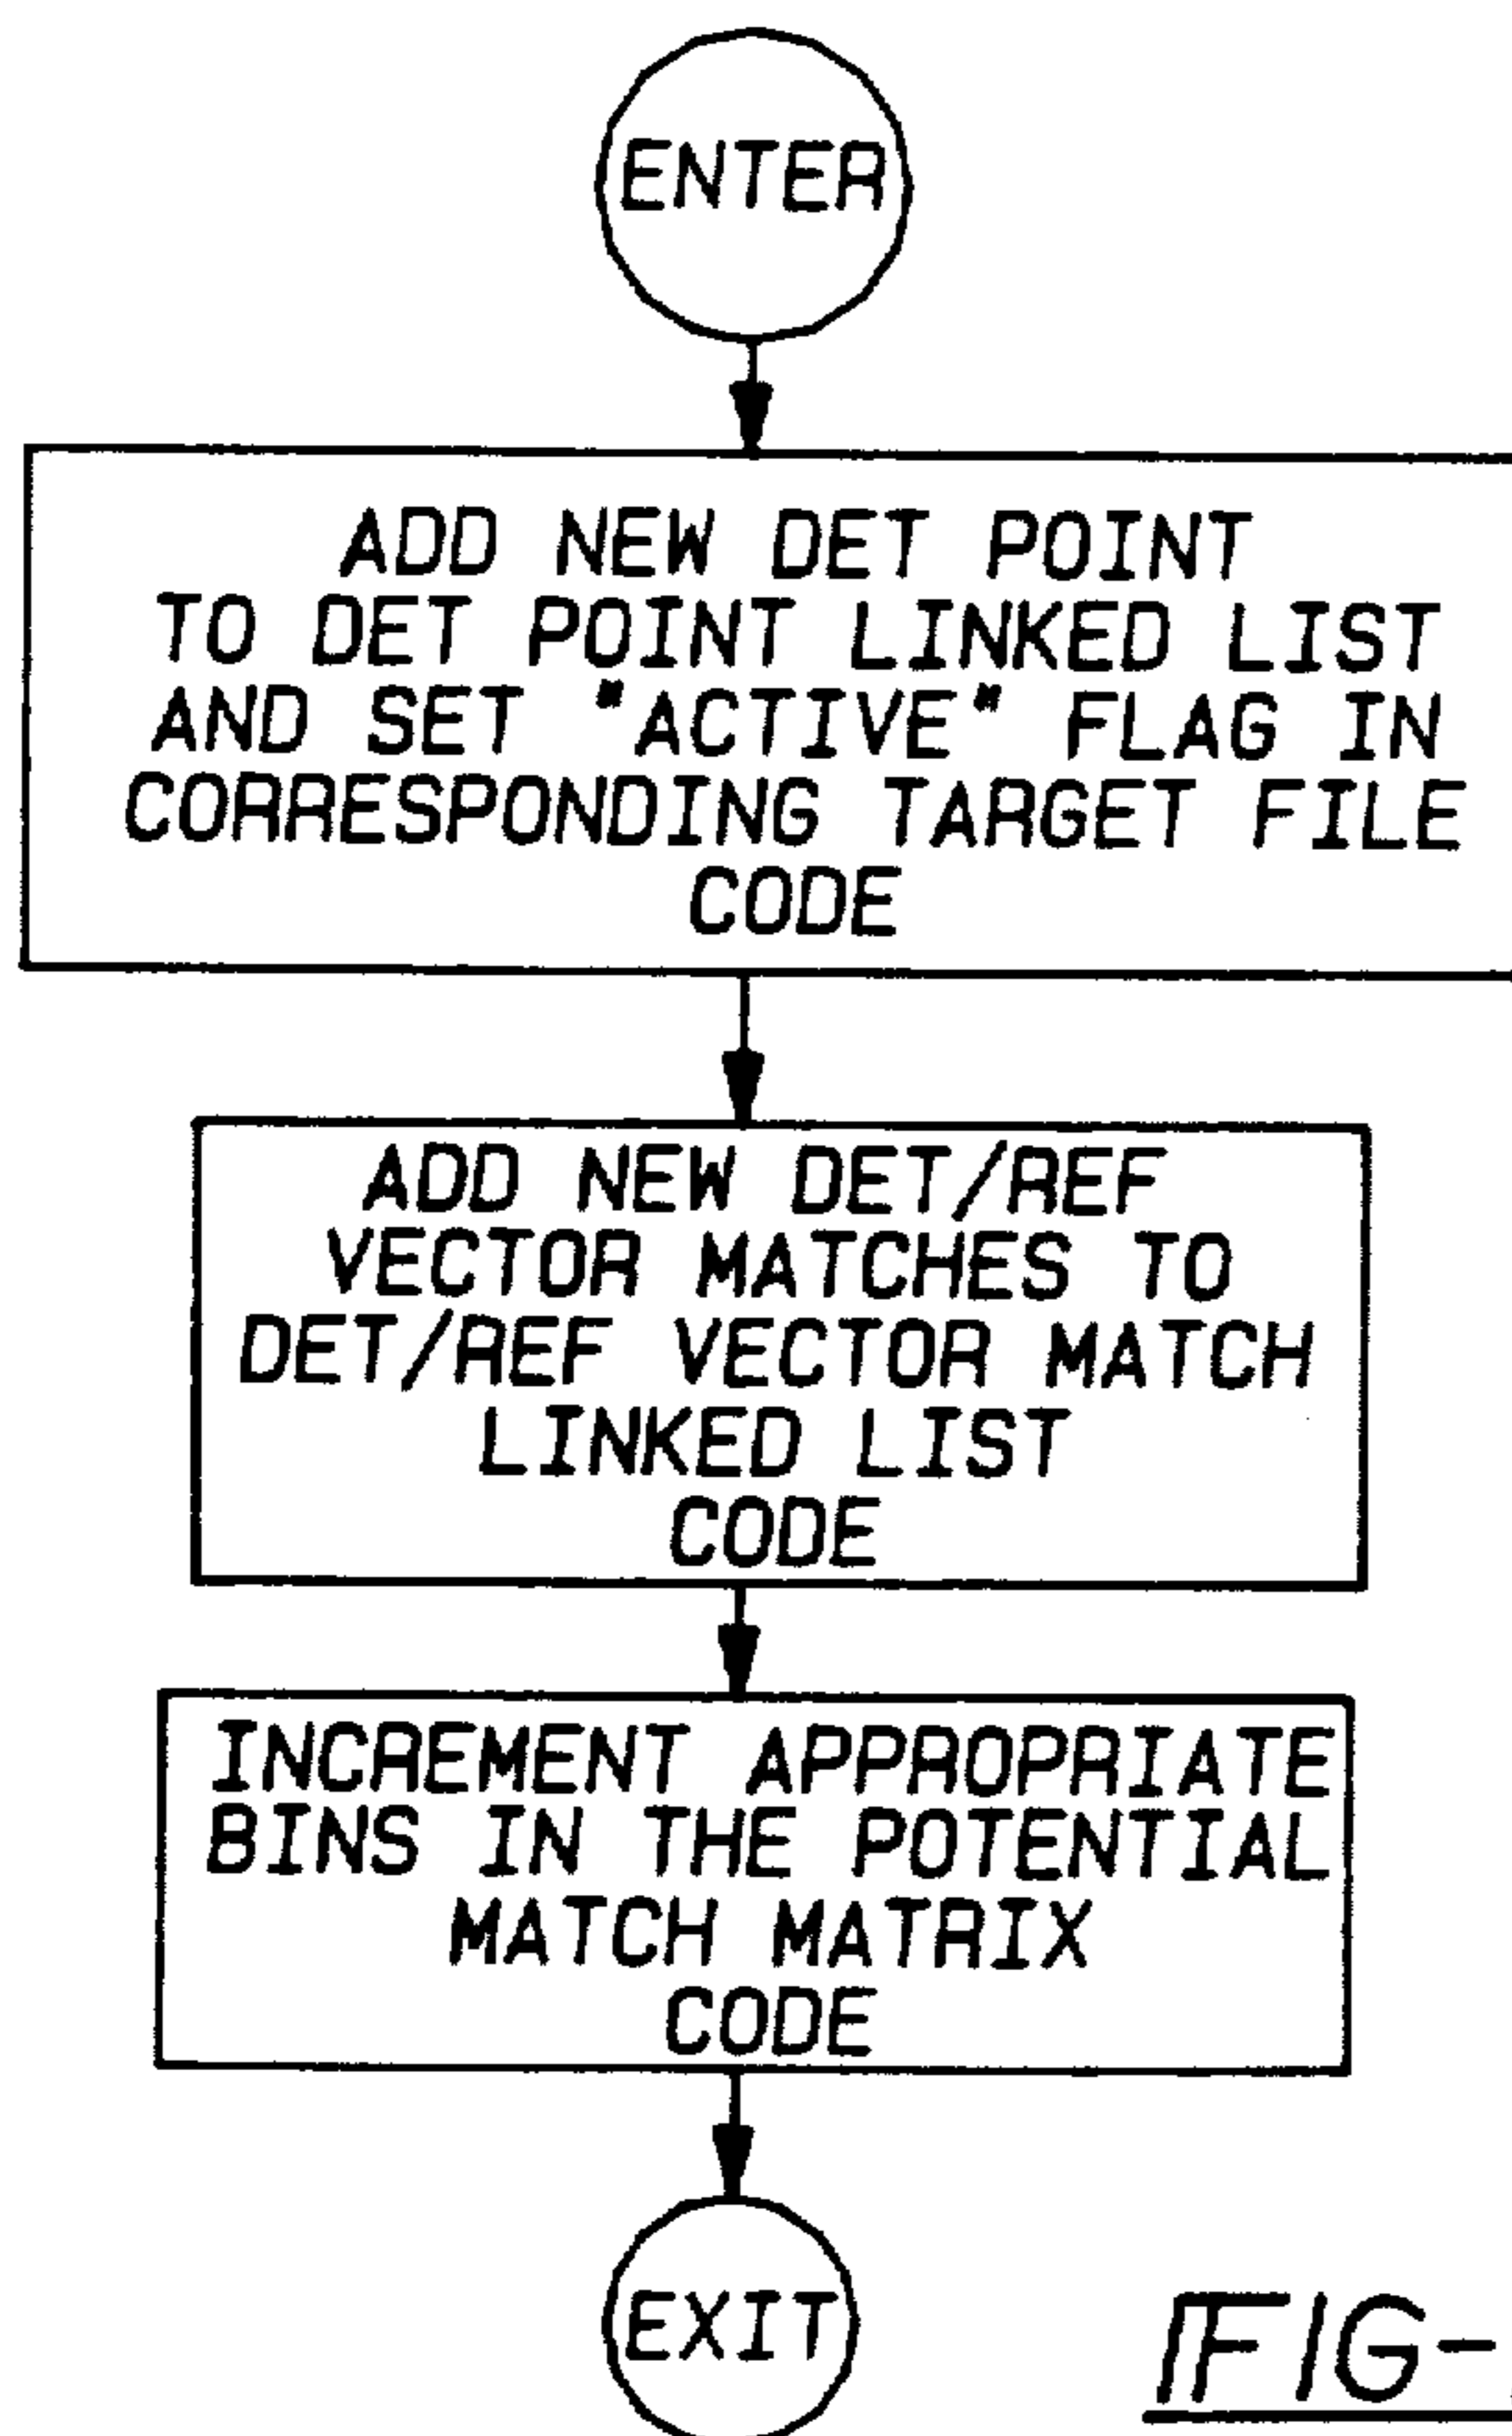 ENTER
ADD NEW DET POINT
TO DET POINT LINKED LIST
AND SET "ACTIVE" FLAG IN
CORRESPONDING TARGET FILE
CODE
ADD NEW DET/REF
VECTOR MATCHES TO
DET/REF VECTOR MATCH
LINKED LIST
CODE
INCREMENT APPROPRIATE
BINS IN THE POTENTIAL
MATCH MATRIX
CODE
EXIT
FIG-